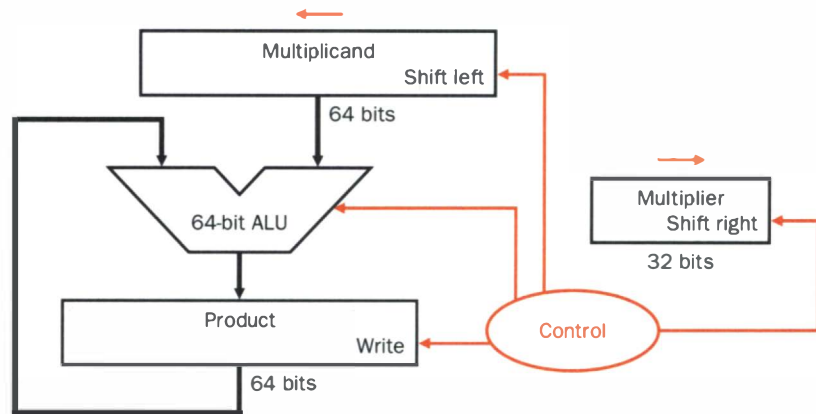 Multiplicand
Shift left
64 bits
64-bit ALU
Multiplier
Shift right
32 bits
Product
Write
Control
64 bits